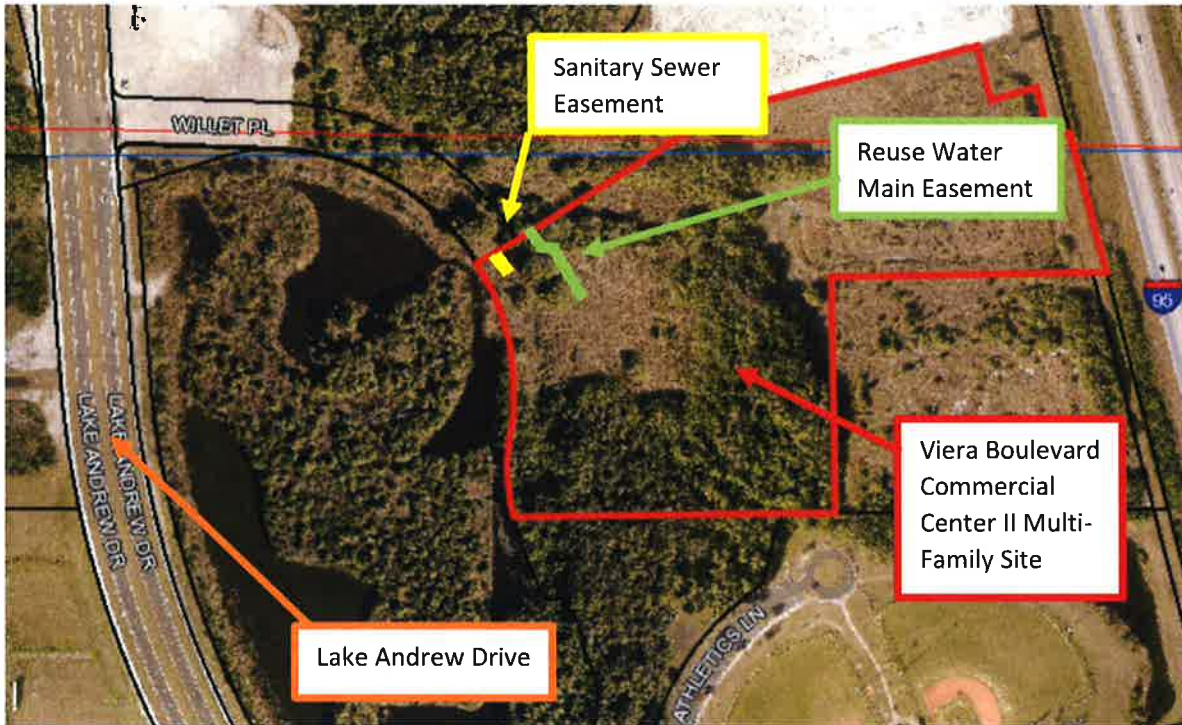 Sanitary Sewer
Easement
WILLET PL
Reuse Water
Main Easement
95
LAKE ANDREW DR
LAKE ANDREW DR
Viera Boulevard
Commercial
Center II Multi-
Family Site
Lake Andrew Drive
ATHLETICS LN